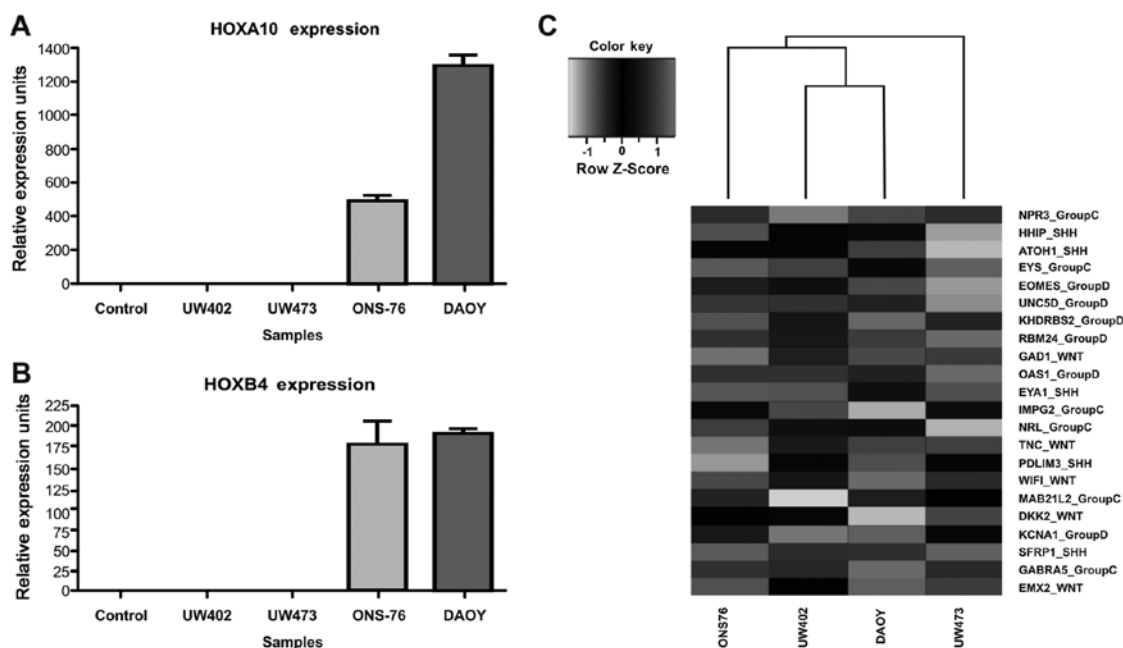 A
HOXA10 expression
Relative expression units
1400
1200
1000
800
600
400
200
0
Control UW402 UW473 ONS-76 DAOY
Samples
B
HOXB4 expression
Relative expression units
225
200
175
150
125
100
75
50
25
0
Control UW402 UW473 ONS-76 DAOY
Samples
C
Color key
-1 0 1
Row Z-Score
NPR3_GroupC
HHIP_SHH
ATOH1_SHH
EYS_GroupC
EOMES_GroupD
UNC5D_GroupD
KHDRBS2_GroupD
RBM24_GroupD
GAD1_WNT
OAS1_GroupD
EYA1_SHH
IMPG2_GroupC
NRL_GroupC
TNC_WNT
PDLIM3_SHH
WIFI_WNT
MAB21L2_GroupC
DKK2_WNT
KCNA1_GroupD
SFRP1_SHH
GABRA5_GroupC
EMX2_WNT
ONS76
UW402
DAOY
UW473